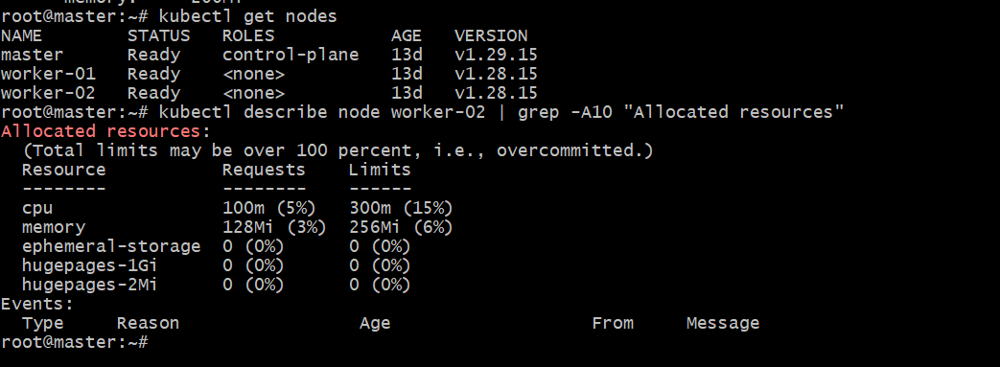 root@master:~# kubectl get nodes
NAME STATUS ROLES AGE VERSION
master Ready control-plane 13d v1.29.15
worker-01 Ready <none> 13d v1.28.15
worker-02 Ready <none> 13d v1.28.15
root@master:~# kubectl describe node worker-02 | grep -A10 "Allocated resources"
Allocated resources:
(Total limits may be over 100 percent, i.e., overcommitted.)
Resource Requests Limits
-------- -------- ------
cpu 100m (5%) 300m (15%)
memory 128Mi (3%) 256Mi (6%)
ephemeral-storage 0 (0%) 0 (0%)
hugepages-1Gi 0 (0%) 0 (0%)
hugepages-2Mi 0 (0%) 0 (0%)
Events:
Type Reason Age From Message
root@master:~#